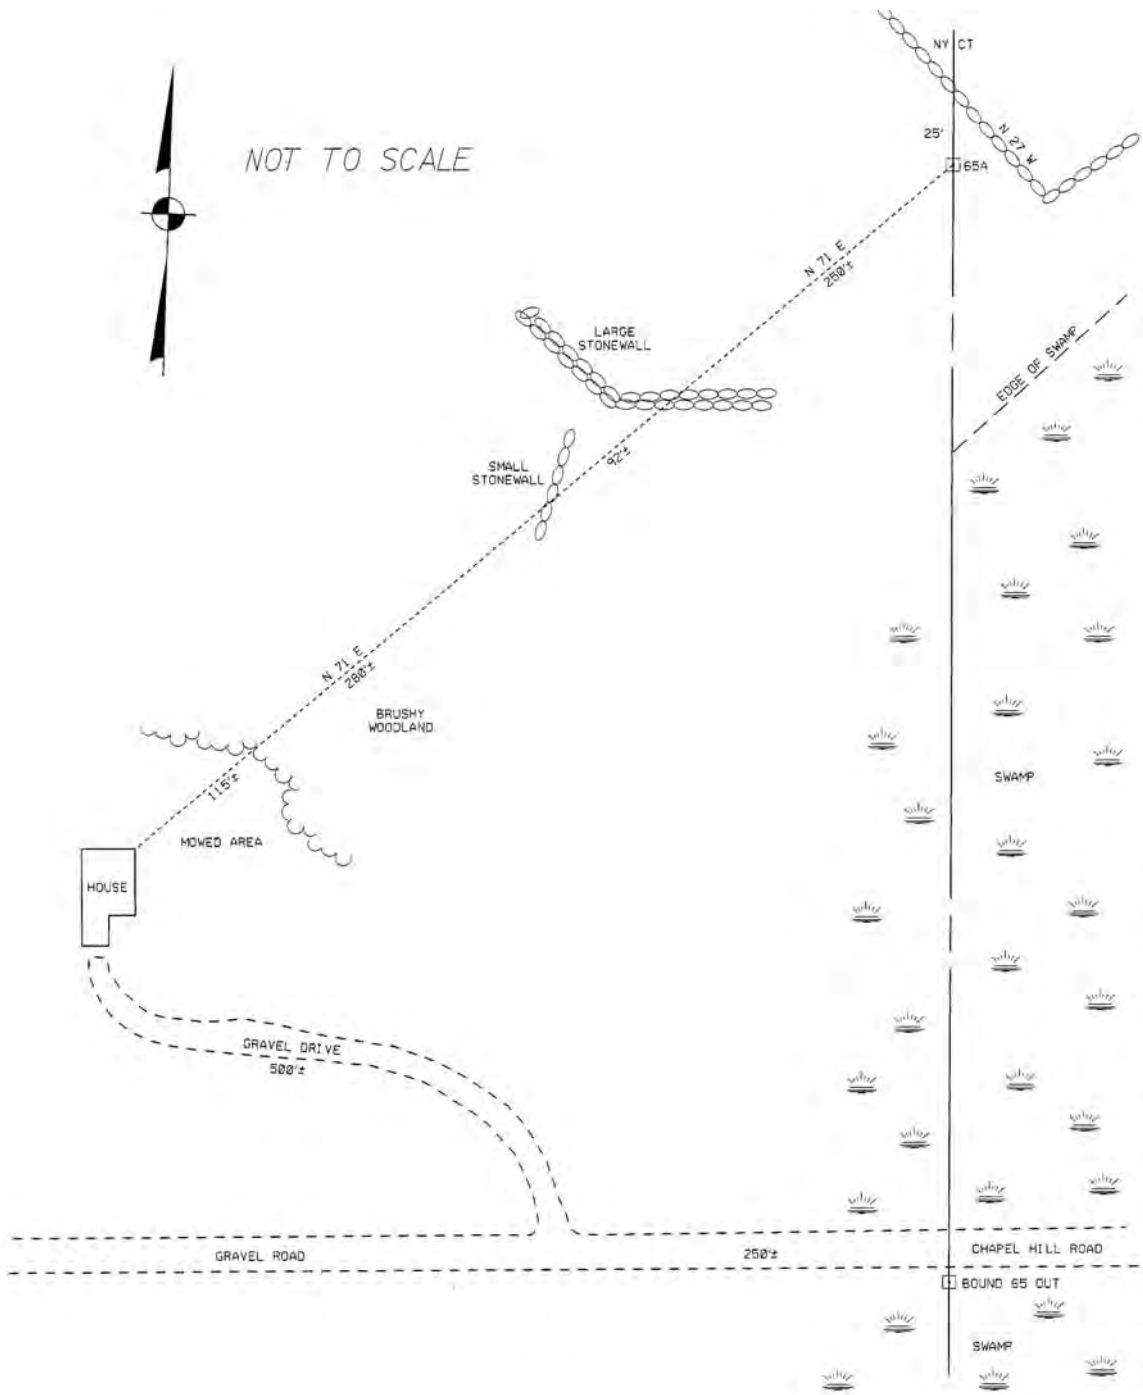 NY CT
NOT TO SCALE
25'
N 27 W
65A
N 71 E
250'±
LARGE
STONEWALL
EDGE OF SWAMP
92'±
SMALL
STONEWALL
N 71 E
280'±
BRUSHY
WOODLAND
SWAMP
115'±
MOWED AREA
HOUSE
GRAVEL DRIVE
500'±
GRAVEL ROAD
250'±
CHAPEL HILL ROAD
BOUND 65 OUT
SWAMP